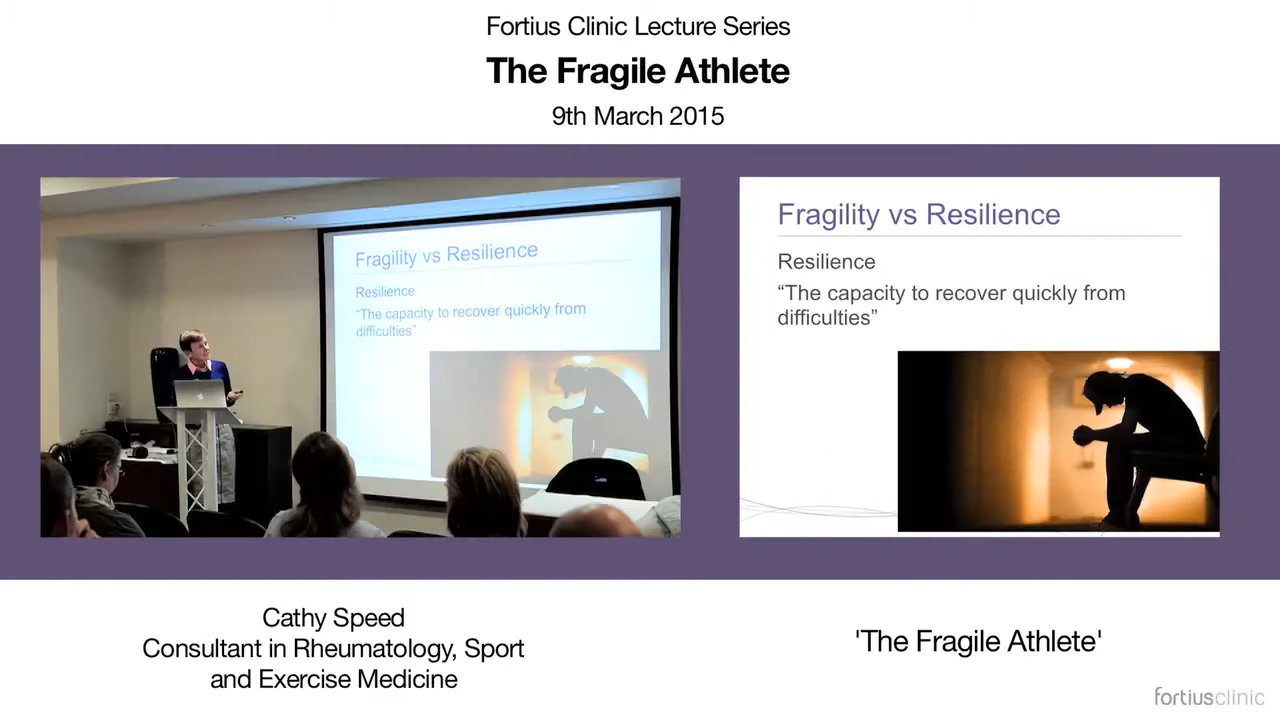 Fortius Clinic Lecture Series
The Fragile Athlete
9th March 2015
Fragility vs Resilience
Resilience
“The capacity to recover quickly from
difficulties”
Fragility vs Resilience
Resilience
“The capacity to recover quickly from
difficulties”
Cathy Speed
Consultant in Rheumatology, Sport
and Exercise Medicine
'The Fragile Athlete'
fortiusclinic